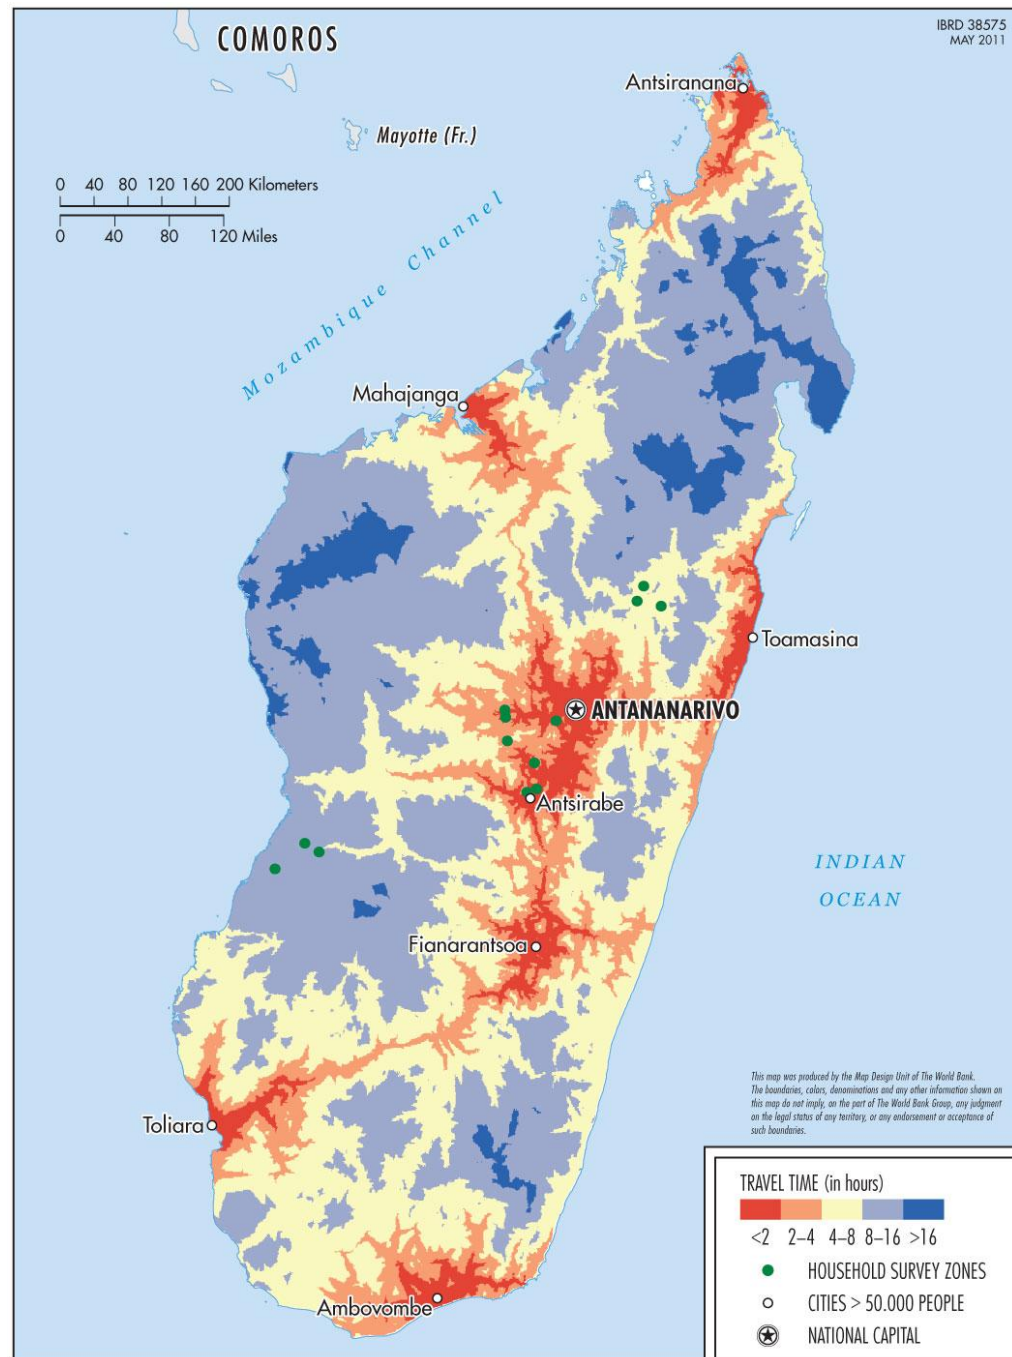 COMOROS
IBRD 38575
MAY 2011
Antsiranana
Mayotte (Fr.)
0 40 80 120 160 200 Kilometers
0 40 80 120 Miles
Mozambique Channel
Mahajanga
Toamasina
ANTANANARIVO
Antsirabe
INDIAN
OCEAN
Fianarantsoa
This map was produced by the Map Design Unit of The World Bank.
The boundaries, colors, denominations and any other information shown on
this map do not imply, on the part of The World Bank Group, any judgment
on the legal status of any territory, or any endorsement or acceptance of
such boundaries.
Toliara
Ambovombe
TRAVEL TIME (in hours)
<2 2–4 4–8 8–16 >16
HOUSEHOLD SURVEY ZONES
CITIES > 50.000 PEOPLE
NATIONAL CAPITAL